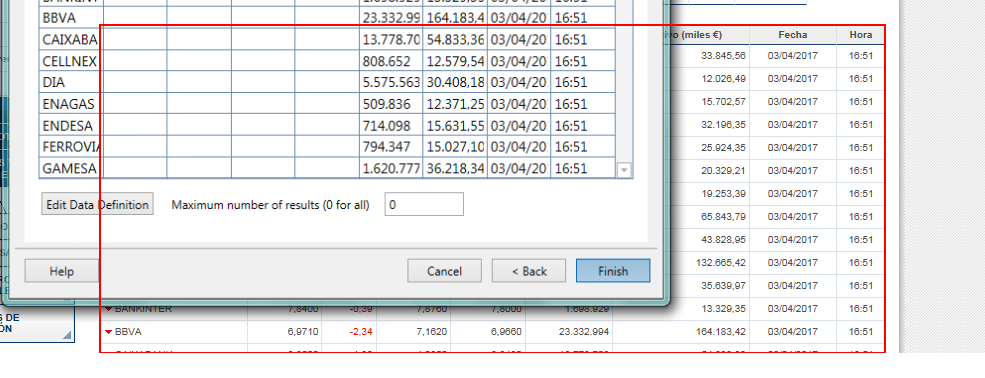 BBVA 23.332.99 164.183,4 03/04/20 16:51
CAIXABA 13.778.70 54.833,36 03/04/20 16:51
CELLNEX 808.652 12.579,54 03/04/20 16:51
DIA 5.575.563 30.408,18 03/04/20 16:51
ENAGAS 509.836 12.371,25 03/04/20 16:51
ENDESA 714.098 15.631,55 03/04/20 16:51
FERROVIA 794.347 15.027,10 03/04/20 16:51
GAMESA 1.620.777 36.218,34 03/04/20 16:51
Edit Data Definition Maximum number of results (0 for all) 0
Help Cancel < Back Finish
vo (miles €) Fecha Hora
33.845,56 03/04/2017 16:51
12.026,49 03/04/2017 16:51
15.702,57 03/04/2017 16:51
32.196,35 03/04/2017 16:51
25.924,35 03/04/2017 16:51
20.329,21 03/04/2017 16:51
19.253,39 03/04/2017 16:51
65.843,79 03/04/2017 16:51
43.828,95 03/04/2017 16:51
132.665,42 03/04/2017 16:51
35.639,97 03/04/2017 16:51
BANKINTER 7,8400 -0,39 7,8760 7,8000 1.698.929 13.329,35 03/04/2017 16:51
BBVA 6,9710 -2,34 7,1620 6,9660 23.332.994 164.183,42 03/04/2017 16:51
S DE
ÓN